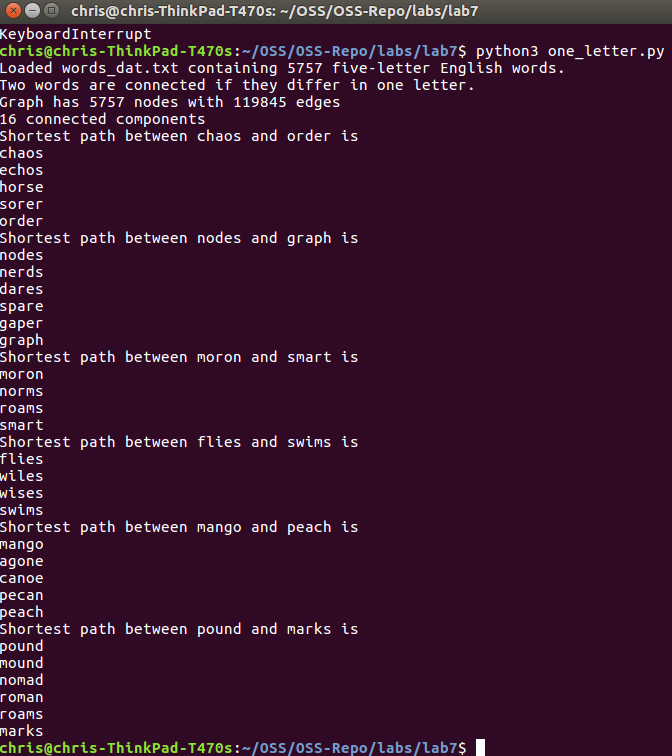 chris@chris-ThinkPad-T470s: ~/OSS/OSS-Repo/labs/lab7
KeyboardInterrupt
chris@chris-ThinkPad-T470s:~/OSS/OSS-Repo/labs/lab7$ python3 one_letter.py
Loaded words_dat.txt containing 5757 five-letter English words.
Two words are connected if they differ in one letter.
Graph has 5757 nodes with 119845 edges
16 connected components
Shortest path between chaos and order is
chaos
echos
horse
sorer
order
Shortest path between nodes and graph is
nodes
nerds
dares
spare
gaper
graph
Shortest path between moron and smart is
moron
norms
roams
smart
Shortest path between flies and swims is
flies
wiles
wises
swims
Shortest path between mango and peach is
mango
agone
canoe
pecan
peach
Shortest path between pound and marks is
pound
mound
nomad
roman
roams
marks
chris@chris-ThinkPad-T470s:~/OSS/OSS-Repo/labs/lab7$